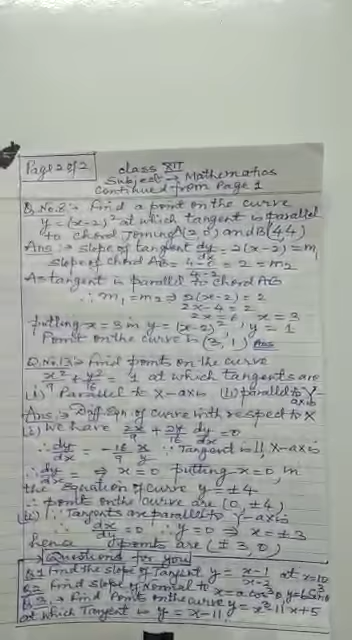 Page 2 of 2
class XII
Subject → Mathematics
Continued from Page 1
Q.No.8:- Find a point on the curve
y = (x-2)² at which tangent is parallel
to chord joining A(2,0) and B(4,4)
Ans :→ slope of tangent dy/dx = 2(x-2) = m₁
slope of chord AB = 4-0/4-2 = 2 = m₂
As tangent is parallel to chord AB
∴ m₁ = m₂ ⇒ 2(x-2) = 2
2x-4 = 2
2x = 6 x = 3
putting x = 3 in y = (x-2)², y = 1
Point on the curve is (3, 1) Ans
Q.No.13:- Find points on the curve
x²/9 + y²/16 = 1 at which tangents are
(i) Parallel to x-axis (ii) parallel to y-axis
Ans :→ Diff. Eqn. of curve with respect to x
(i) we have 2x/9 + 2y/16 dy/dx = 0
∴ dy/dx = -16/9 x/y ∵ Tangent is || x-axis
∴ dy/dx = ⇒ x = 0 putting x = 0, in
the equation of curve y = ±4
∴ points on the curve are (0, ±4)
(ii) ∵ Tangents are parallel to y-axis
∴ dx/dy = 0 ∴ y = 0 ⇒ x = ±3
hence points are (±3, 0)
→ Questions for you
Q1 Find the slope of Tangent y = x-1/x-2 at x=10
Q2 Find slope of normal to x = a cos³θ y=
Q3 Find Points on the curve y = x³-11x+5
at which Tangent is y = x-11